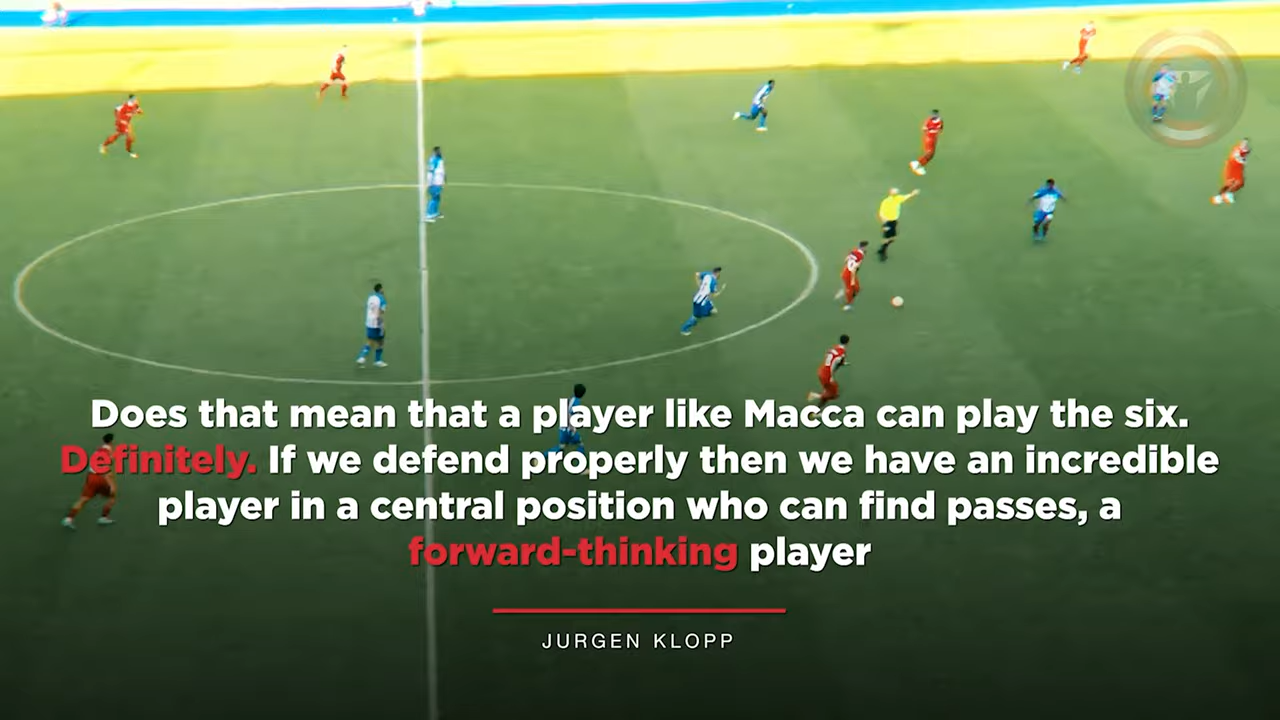 Does that mean that a player like Macca can play the six.
Definitely. If we defend properly then we have an incredible
player in a central position who can find passes, a
forward-thinking player
JURGEN KLOPP